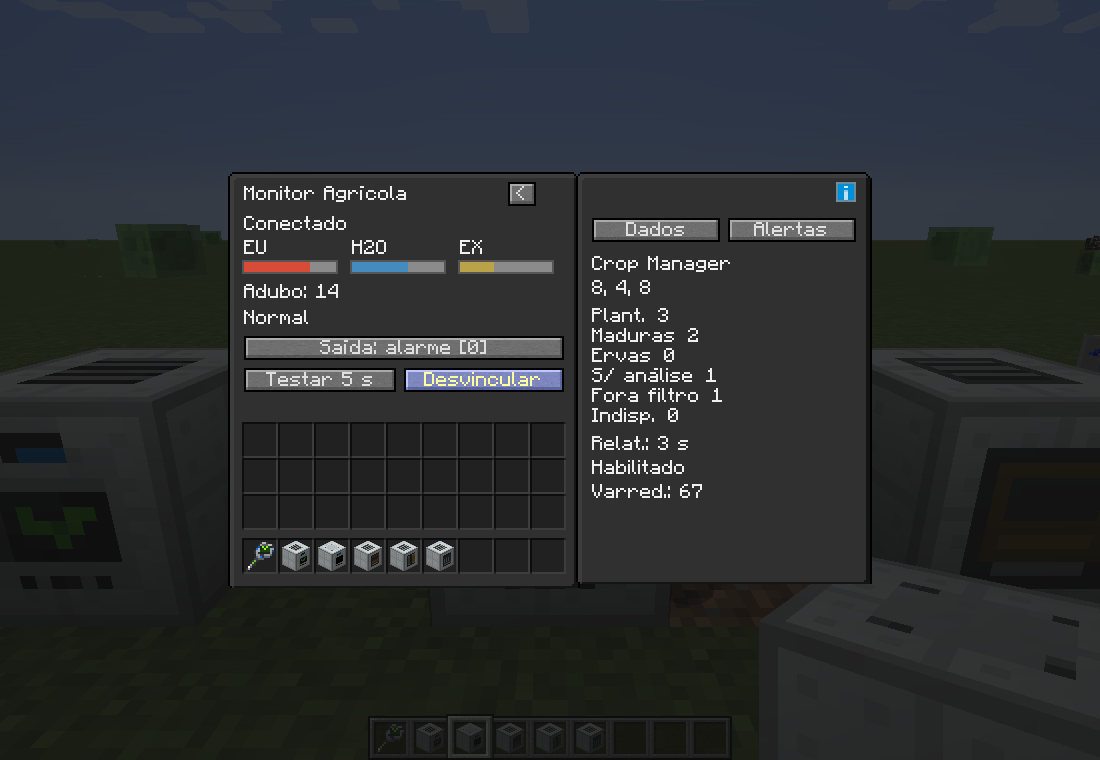 Monitor Agrícola
<
i
Conectado
EU H2O EX
Adubo: 14
Normal
Saída: alarme [0]
Testar 5 s
Desvincular
Dados
Alertas
Crop Manager
8, 4, 8
Plant. 3
Maduras 2
Ervas 0
S/ análise 1
Fora filtro 1
Indisp. 0
Relat.: 3 s
Habilitado
Varred.: 67